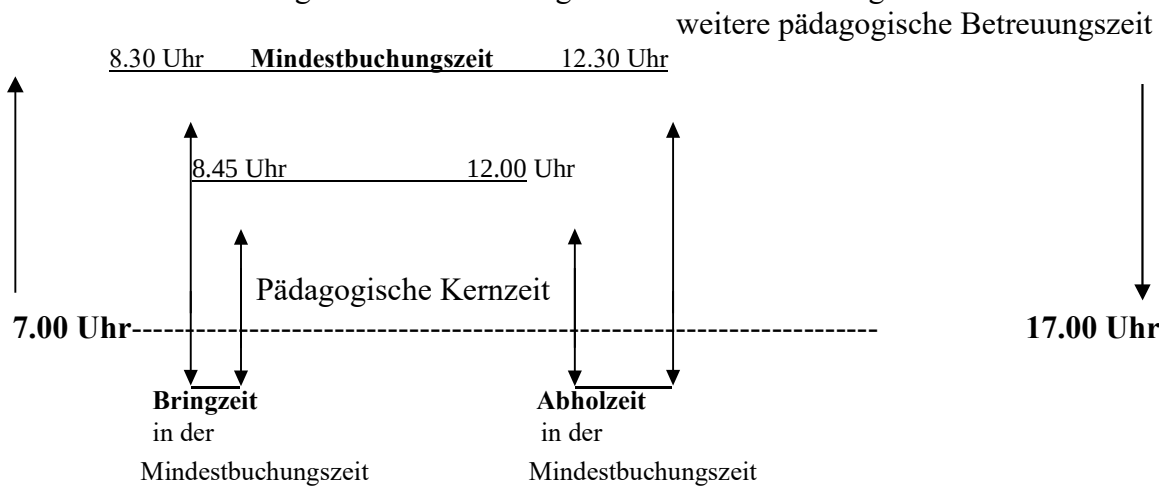 weitere pädagogische Betreuungszeit
8.30 Uhr Mindestbuchungszeit 12.30 Uhr
8.45 Uhr 12.00 Uhr
Pädagogische Kernzeit
7.00 Uhr------------------------------------------------------- 17.00 Uhr
Bringzeit Abholzeit
in der in der
Mindestbuchungszeit Mindestbuchungszeit